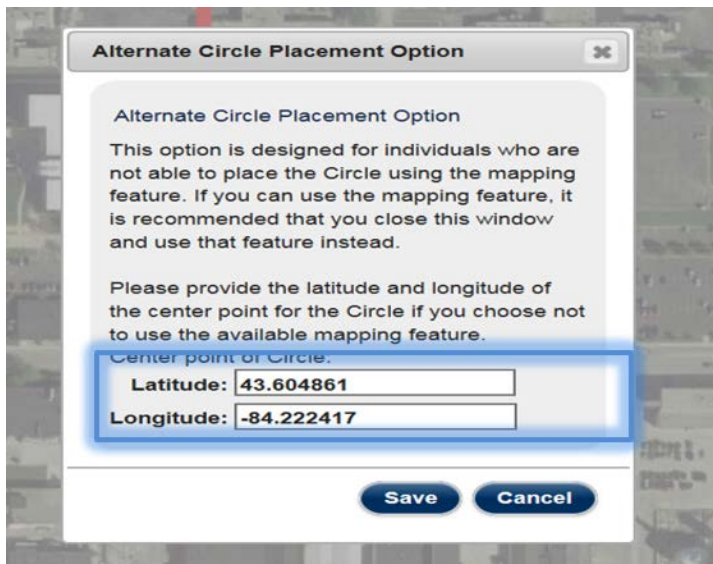 Alternate Circle Placement Option
Alternate Circle Placement Option
This option is designed for individuals who are
not able to place the Circle using the mapping
feature. If you can use the mapping feature, it
is recommended that you close this window
and use that feature instead.
Please provide the latitude and longitude of
the center point for the Circle if you choose not
to use the available mapping feature.
Center point of Circle:
Latitude: 43.604861
Longitude: -84.222417
Save Cancel